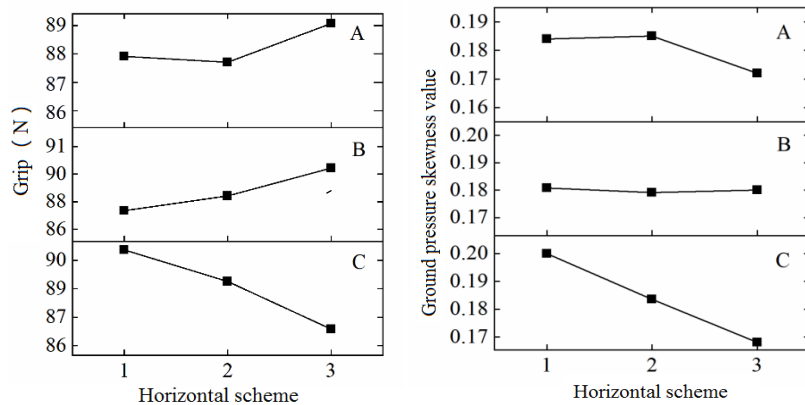 Grip （N）
89
88
87
86
A
91
90
88
86
B
90
89
87
86
C
1 2 3
Horizontal scheme
Ground pressure skewness value
0.19
0.18
0.17
0.16
A
0.20
0.19
0.18
0.17
B
0.20
0.19
0.18
0.17
C
1 2 3
Horizontal scheme